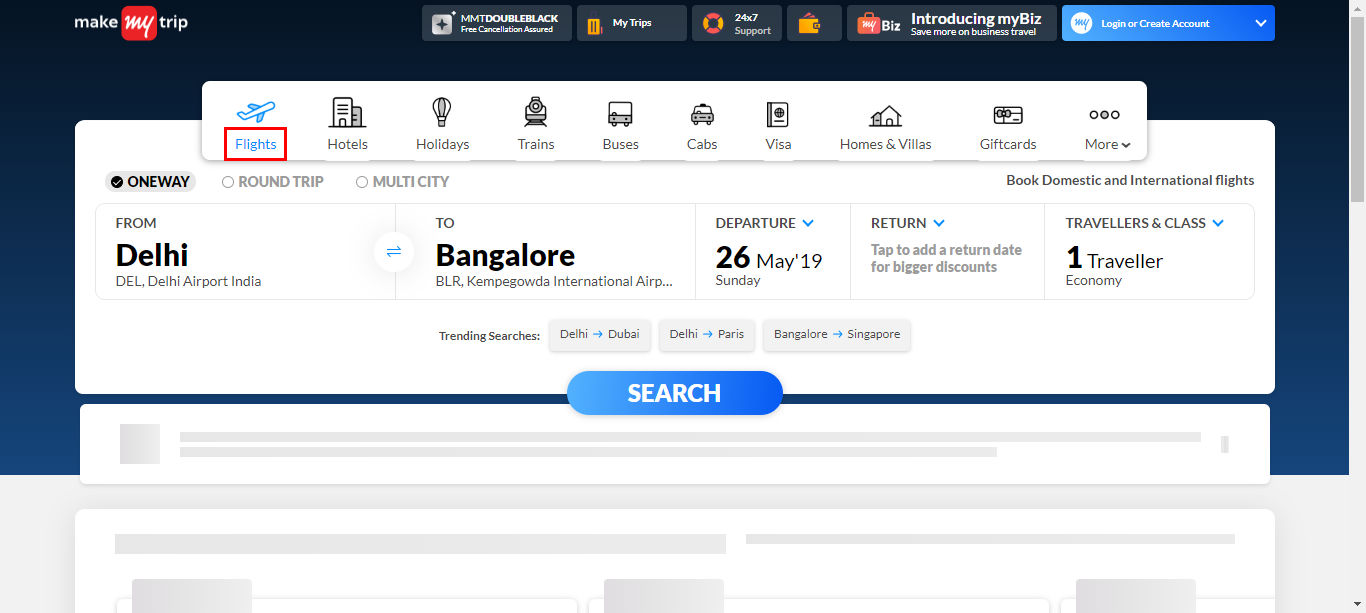 make my trip
MMTDOUBLEBLACK
Free Cancellation Assured
My Trips
24x7
Support
my Biz
Introducing myBiz
Save more on business travel
my
Login or Create Account
Flights
Hotels
Holidays
Trains
Buses
Cabs
Visa
Homes & Villas
Giftcards
More
ONEWAY
ROUND TRIP
MULTI CITY
Book Domestic and International flights
FROM
Delhi
DEL, Delhi Airport India
TO
Bangalore
BLR, Kempegowda International Airp...
DEPARTURE
26 May'19
Sunday
RETURN
Tap to add a return date
for bigger discounts
TRAVELLERS & CLASS
1 Traveller
Economy
Trending Searches:
Delhi → Dubai
Delhi → Paris
Bangalore → Singapore
SEARCH